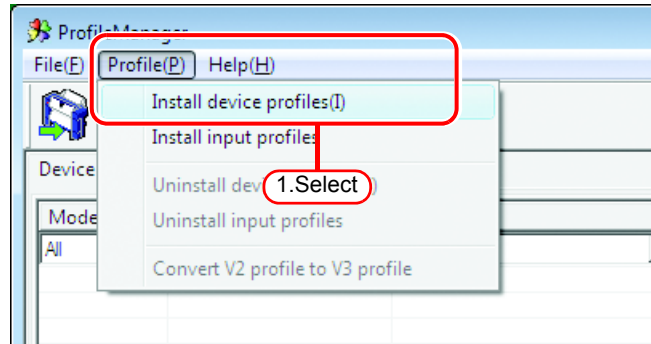 ProfileManager
File(F) Profile(P) Help(H)
Install device profiles(I)
Install input profiles
Device
Uninstall dev
1.Select
Mode
Uninstall input profiles
All
Convert V2 profile to V3 profile